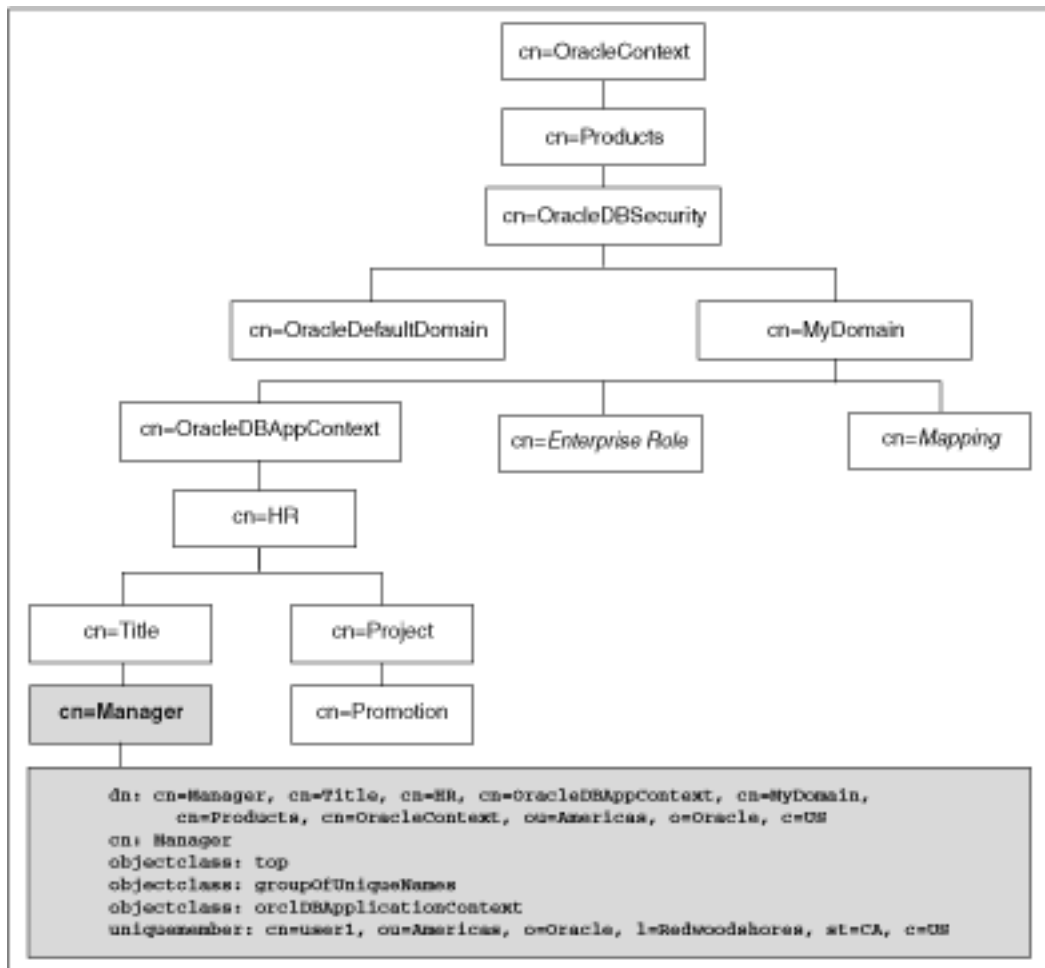 cn=OracleContext
cn=Products
cn=OracleDBSecurity
cn=OracleDefaultDomain
cn=MyDomain
cn=OracleDBAppContext
cn=Enterprise Role
cn=Mapping
cn=HR
cn=Title
cn=Project
cn=Manager
cn=Promotion
dn: cn=Manager, cn=Title, cn=HR, cn=OracleDBAppContext, cn=MyDomain,
cn=Products, cn=OracleContext, ou=Americas, o=Oracle, c=US
cn: Manager
objectclass: top
objectclass: groupOfUniqueNames
objectclass: orclDBApplicationContext
uniquemember: cn=user1, ou=Americas, o=Oracle, l=Redwoodshores, st=CA, c=US